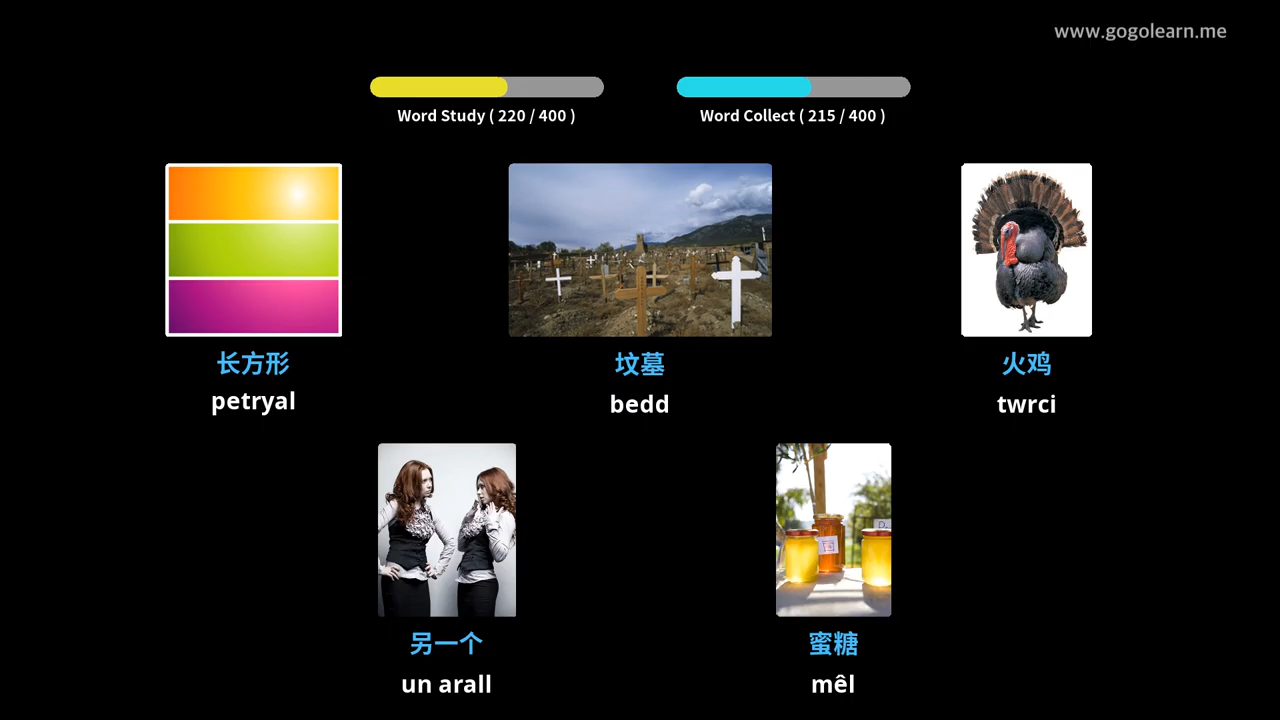 www.gogolearn.me
Word Study ( 220 / 400 )
Word Collect ( 215 / 400 )
长方形
petryal
坟墓
bedd
火鸡
twrci
另一个
un arall
蜜糖
mêl